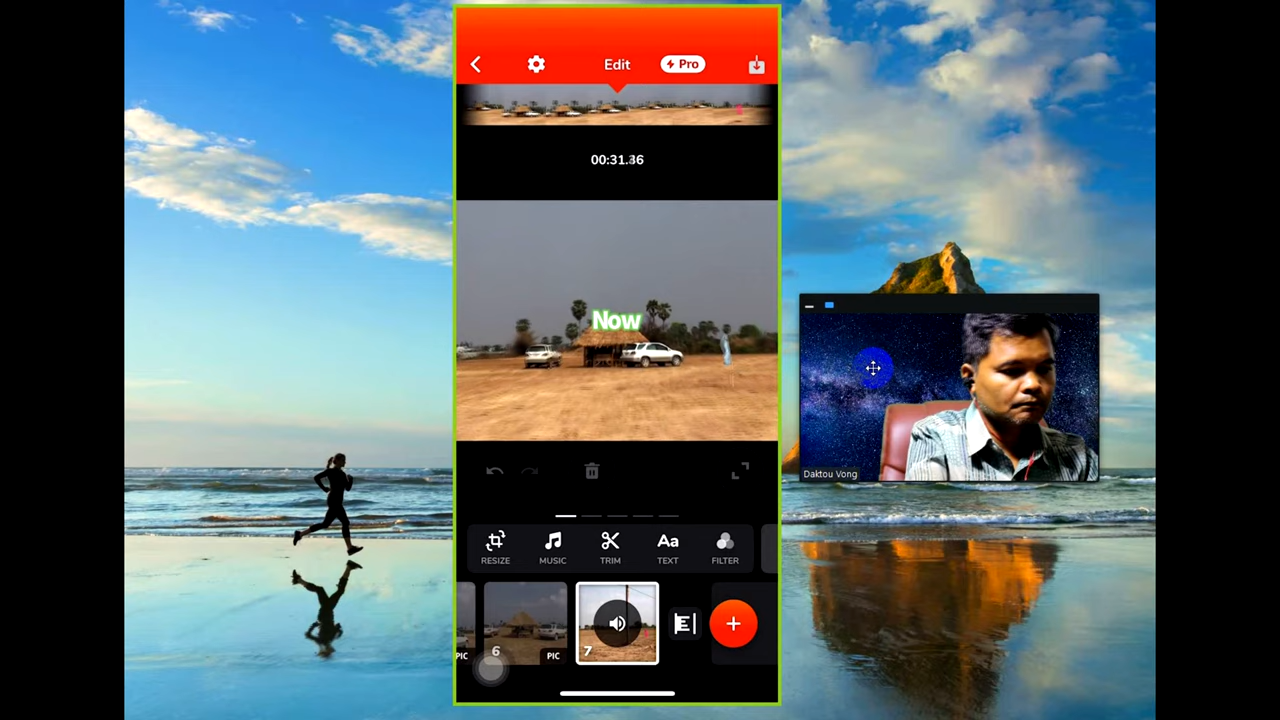 Edit
Pro
00:31.36
Now
Daktou Vong
RESIZE
MUSIC
TRIM
Aa
TEXT
FILTER
PIC
6
PIC
7